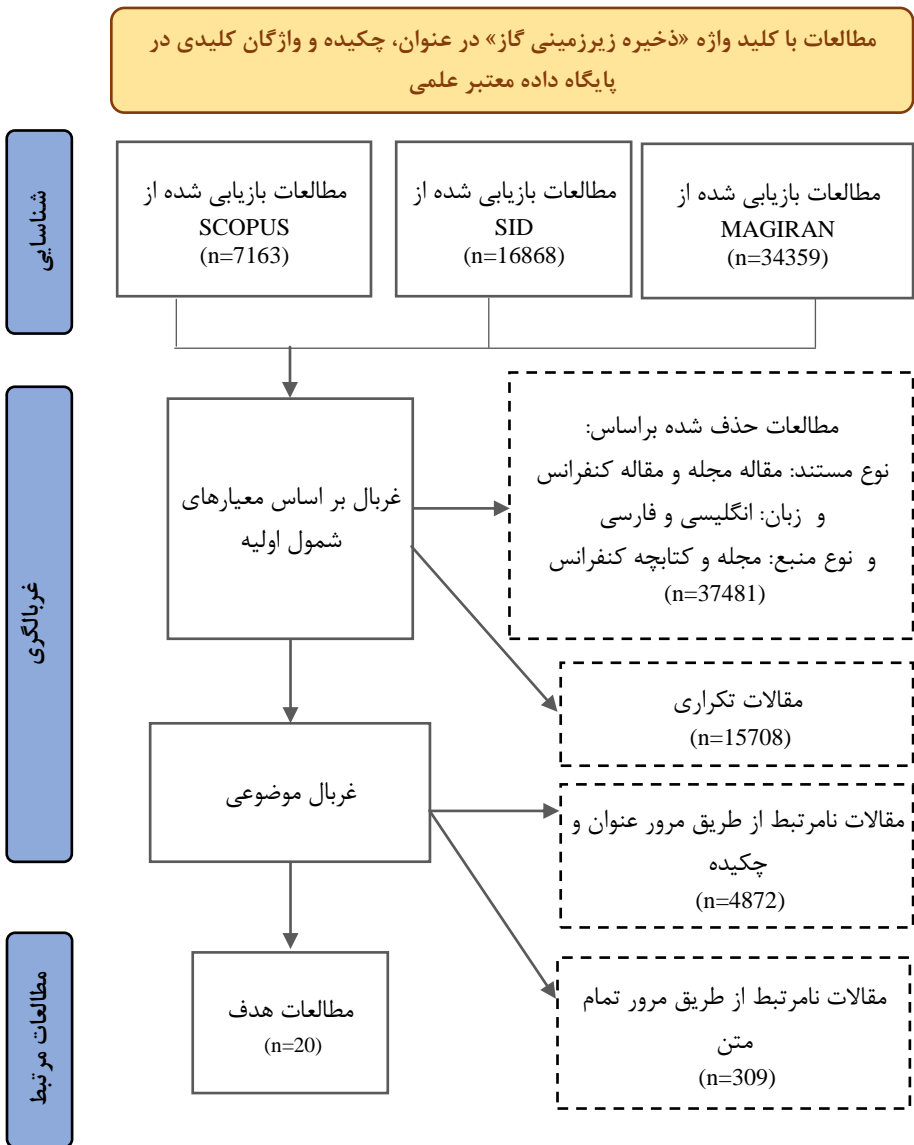 مطالعات با کلید واژه «ذخیره زیرزمینی گاز» در عنوان، چکیده و واژگان کلیدی در
پایگاه داده معتبر علمی
شناسایی
مطالعات بازیابی شده از
MAGIRAN
(n=34359)
مطالعات بازیابی شده از
SID
(n=16868)
مطالعات بازیابی شده از
SCOPUS
(n=7163)
غربالگری
غربال بر اساس معیارهای
شمول اولیه
مطالعات حذف شده براساس:
نوع مستند: مقاله مجله و مقاله کنفرانس
و زبان: انگلیسی و فارسی
و نوع منبع: مجله و کتابچه کنفرانس
(n=37481)
مقالات تکراری
(n=15708)
غربال موضوعی
مقالات نامرتبط از طریق مرور عنوان و
چکیده
(n=4872)
مقالات نامرتبط از طریق مرور تمام
متن
(n=309)
مطالعات مرتبط
مطالعات هدف
(n=20)